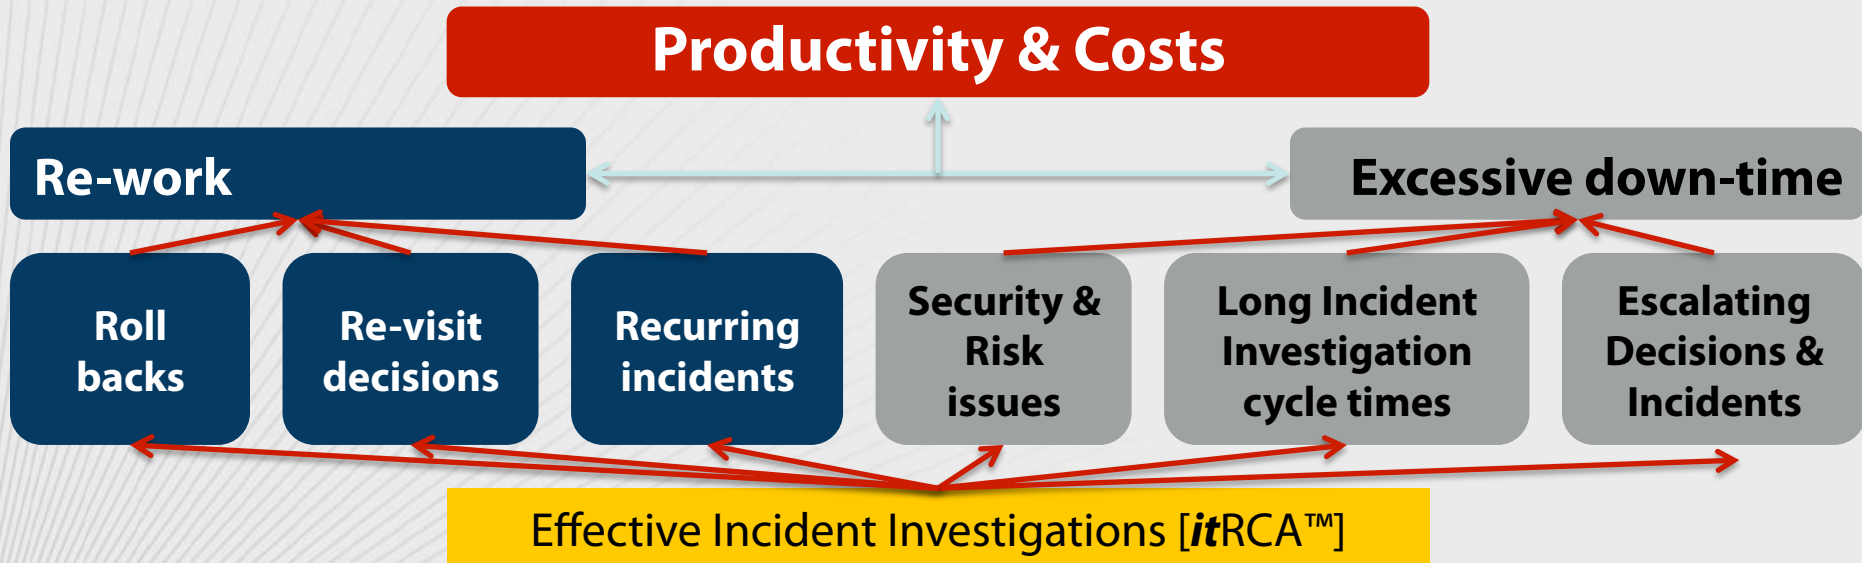 Productivity & Costs
Re-work
Excessive down-time
Roll
backs
Re-visit
decisions
Recurring
incidents
Security &
Risk
issues
Long Incident
Investigation
cycle times
Escalating
Decisions &
Incidents
Effective Incident Investigations [itRCA™]